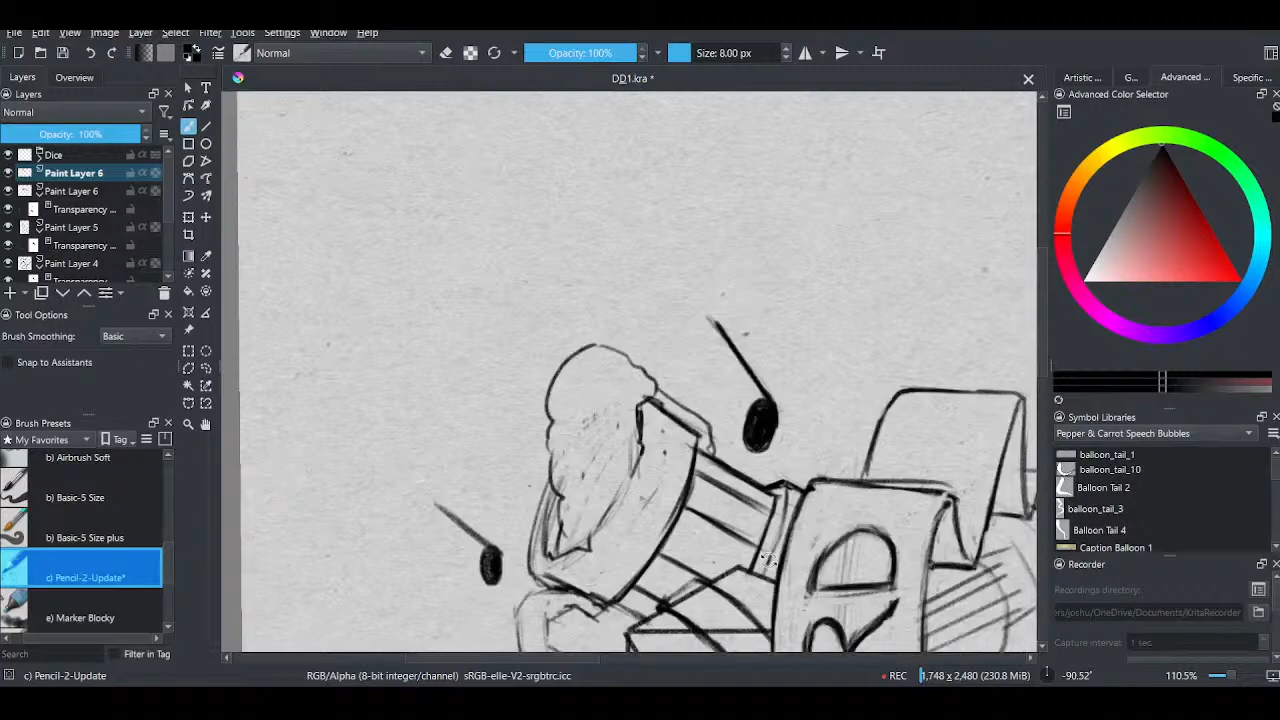 File Edit View Image Layer Select Filter Tools Settings Window Help
Normal Opacity: 100% Size: 8.00 px
Layers Overview
DD1.kra *
Artistic ... G... Advanced ... Specific ...
Layers
Advanced Color Selector
Normal
Opacity: 100%
Dice
Paint Layer 6
Paint Layer 6
Transparency ...
Paint Layer 5
Transparency ...
Paint Layer 4
Tool Options
Brush Smoothing: Basic
Snap to Assistants
Brush Presets
My Favorites Tag
b) Airbrush Soft
b) Basic-5 Size
b) Basic-5 Size plus
c) Pencil-2-Update*
e) Marker Blocky
Search Filter in Tag
Symbol Libraries
Pepper & Carrot Speech Bubbles
balloon_tail_1
balloon_tail_10
Balloon Tail 2
balloon_tail_3
Balloon Tail 4
Caption Balloon 1
Recorder
Recordings directory:
ers/joshu/OneDrive/Documents/KritaRecorder
Capture interval: 1 sec.
c) Pencil-2-Update RGB/Alpha (8-bit integer/channel) sRGB-elle-V2-srgbtrc.icc REC 1,748 x 2,480 (230.8 MiB) -90.52° 110.5%